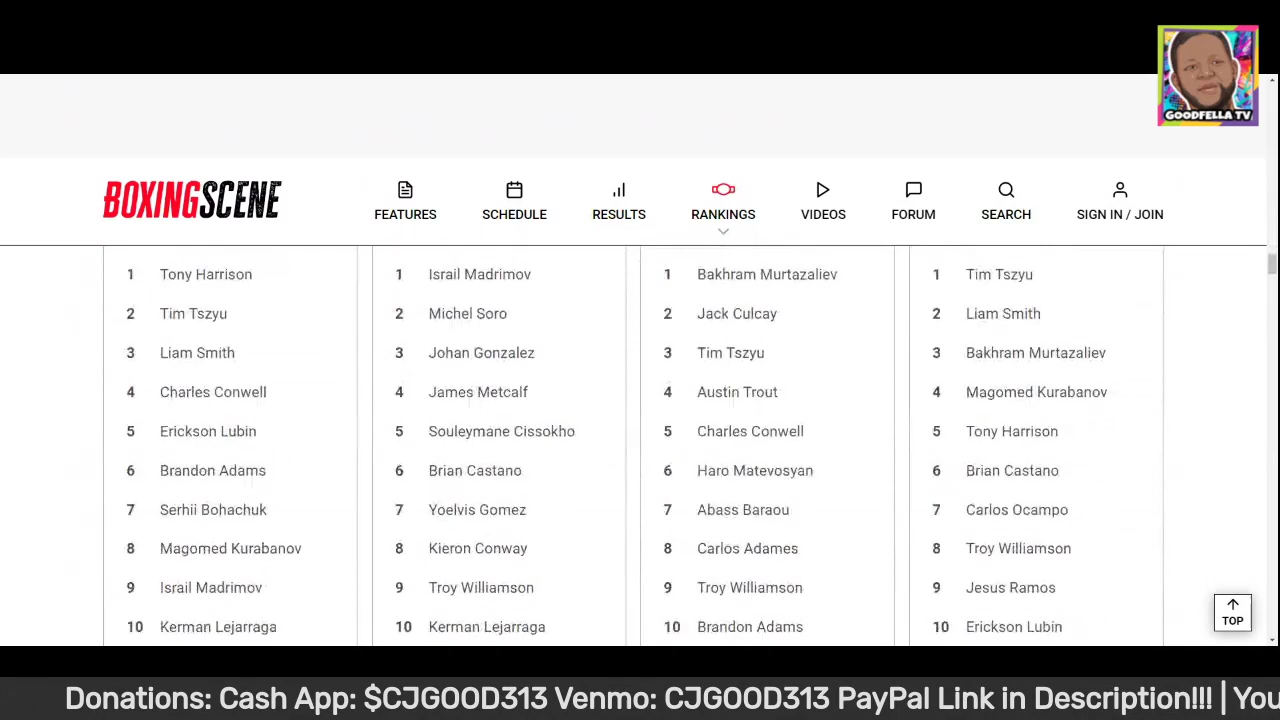 GOODFELLA TV
BOXINGSCENE
FEATURES SCHEDULE RESULTS RANKINGS VIDEOS FORUM SEARCH SIGN IN / JOIN
1 Tony Harrison 1 Israil Madrimov 1 Bakhram Murtazaliev 1 Tim Tszyu
2 Tim Tszyu 2 Michel Soro 2 Jack Culcay 2 Liam Smith
3 Liam Smith 3 Johan Gonzalez 3 Tim Tszyu 3 Bakhram Murtazaliev
4 Charles Conwell 4 James Metcalf 4 Austin Trout 4 Magomed Kurabanov
5 Erickson Lubin 5 Souleymane Cissokho 5 Charles Conwell 5 Tony Harrison
6 Brandon Adams 6 Brian Castano 6 Haro Matevosyan 6 Brian Castano
7 Serhii Bohachuk 7 Yoelvis Gomez 7 Abass Baraou 7 Carlos Ocampo
8 Magomed Kurabanov 8 Kieron Conway 8 Carlos Adames 8 Troy Williamson
9 Israil Madrimov 9 Troy Williamson 9 Troy Williamson 9 Jesus Ramos
10 Kerman Lejarraga 10 Kerman Lejarraga 10 Brandon Adams 10 Erickson Lubin
TOP
Donations: Cash App: $CJGOOD313 Venmo: CJGOOD313 PayPal Link in Description!!! | You